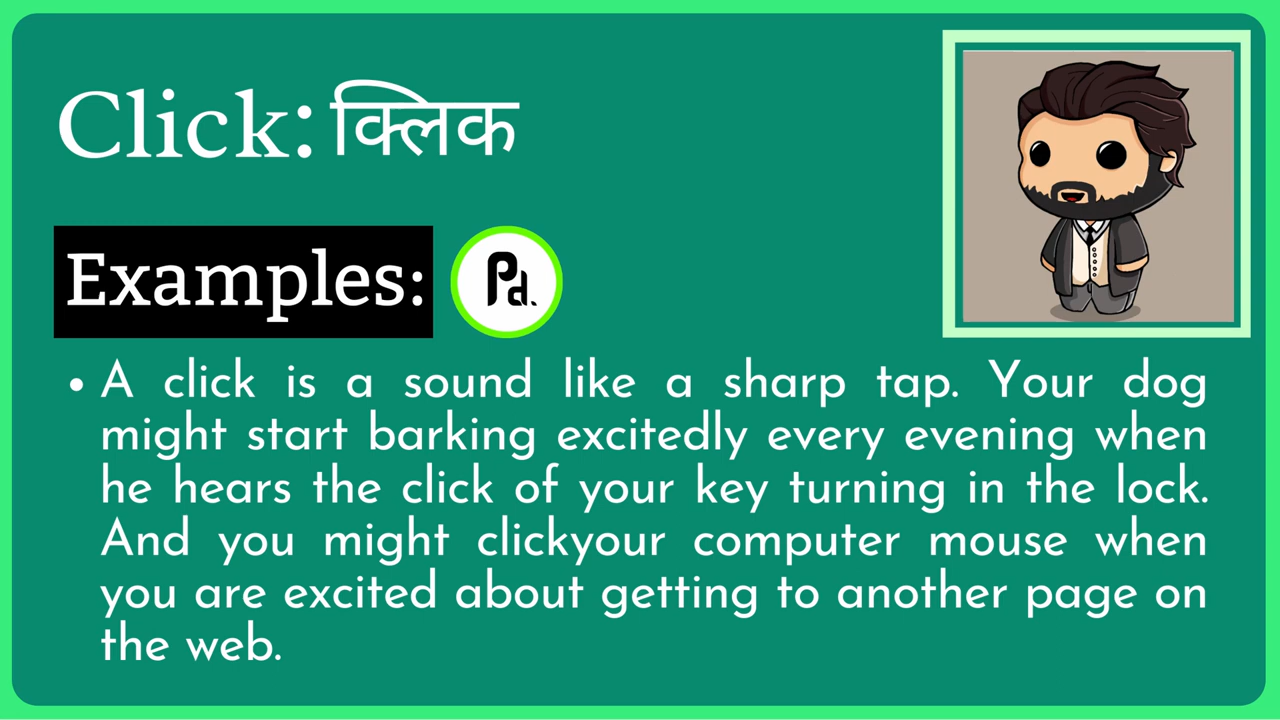 Click: क्लिक
Examples:
Pd.
• A click is a sound like a sharp tap. Your dog
might start barking excitedly every evening when
he hears the click of your key turning in the lock.
And you might clickyour computer mouse when
you are excited about getting to another page on
the web.